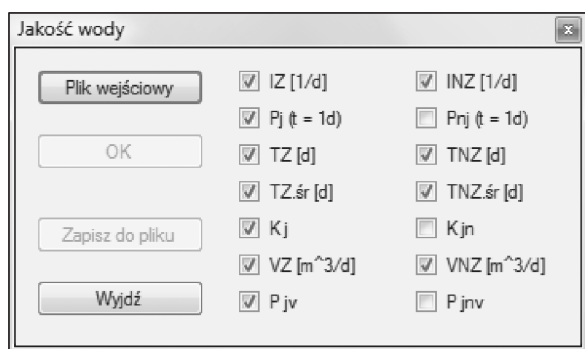 Jakość wody
Plik wejściowy
OK
Zapisz do pliku
Wyjdź
IZ [1/d]
Pj (t = 1d)
TZ [d]
TZ.śr [d]
K j
VZ [m^3/d]
P jv
INZ [1/d]
Pnj (t = 1d)
TNZ [d]
TNZ.śr [d]
K jn
VNZ [m^3/d]
P jnv